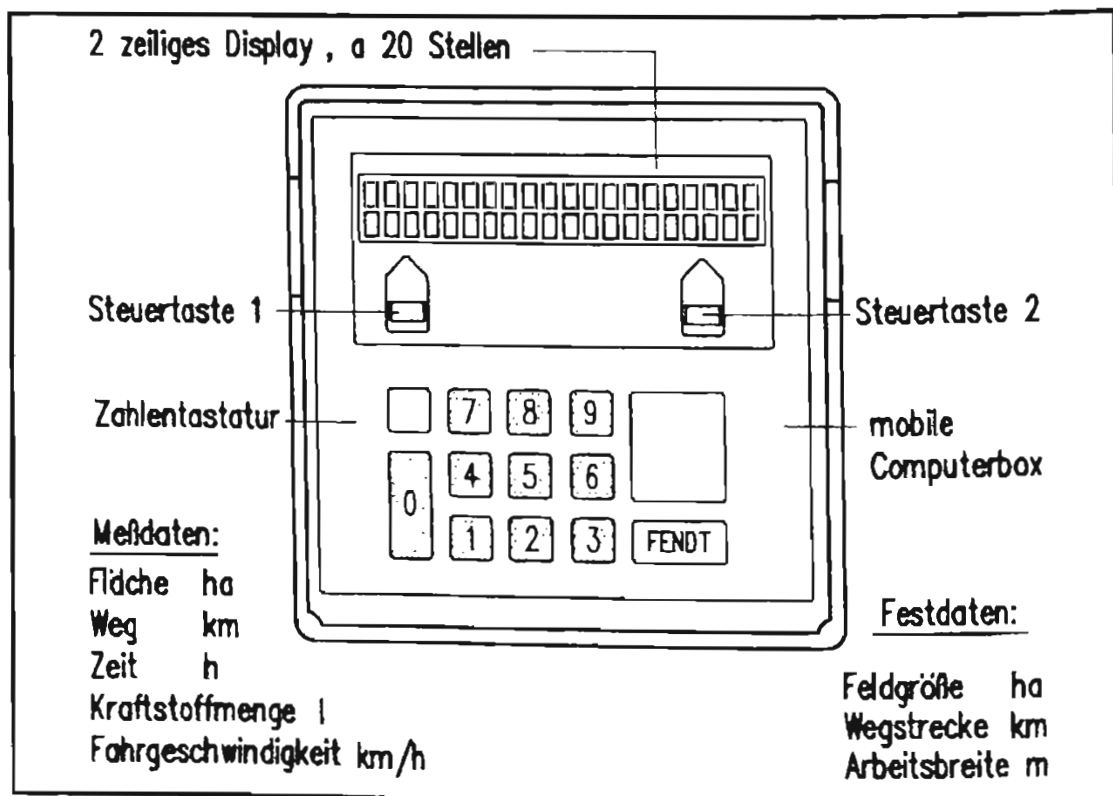 2 zeiliges Display, a 20 Stellen
Steuertaste 1
Steuertaste 2
Zahlentastatur
7 8 9
mobile
Computerbox
4 5 6
0
1 2 3 FENDT
Meßdaten:
Fläche ha
Weg km
Zeit h
Kraftstoffmenge l
Fahrgeschwindigkeit km/h
Festdaten:
Feldgröße ha
Wegstrecke km
Arbeitsbreite m